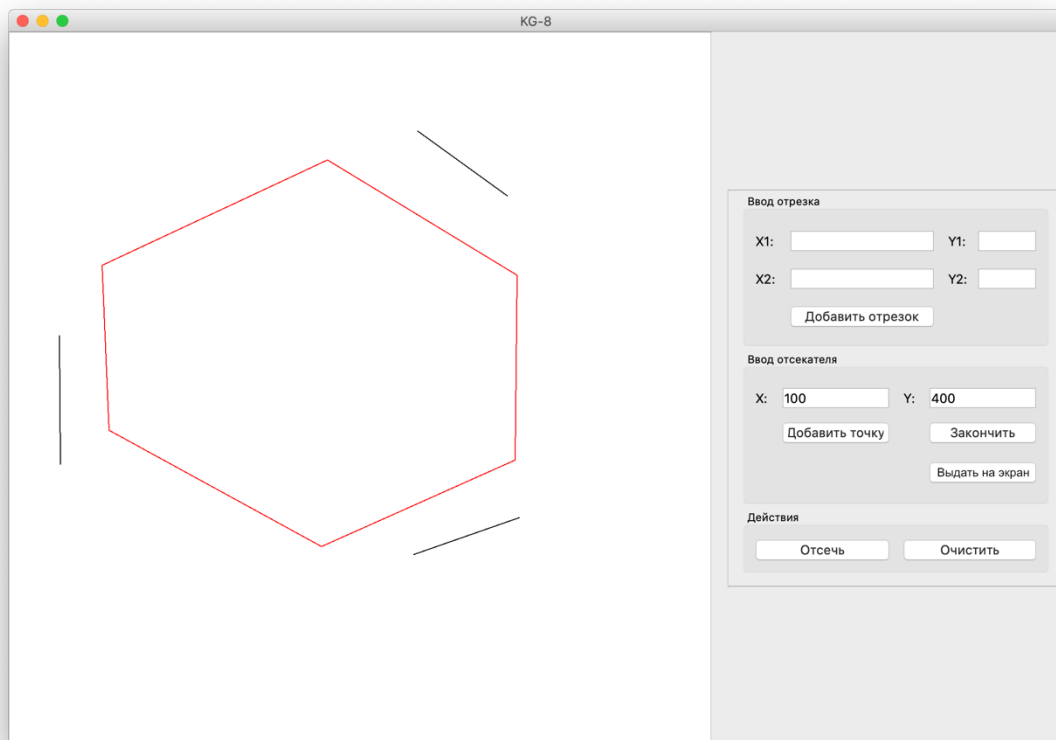 KG-8
Ввод отрезка
X1: Y1:
X2: Y2:
Добавить отрезок
Ввод отсекателя
X: 100 Y: 400
Добавить точку Закончить
Выдать на экран
Действия
Отсечь Очистить